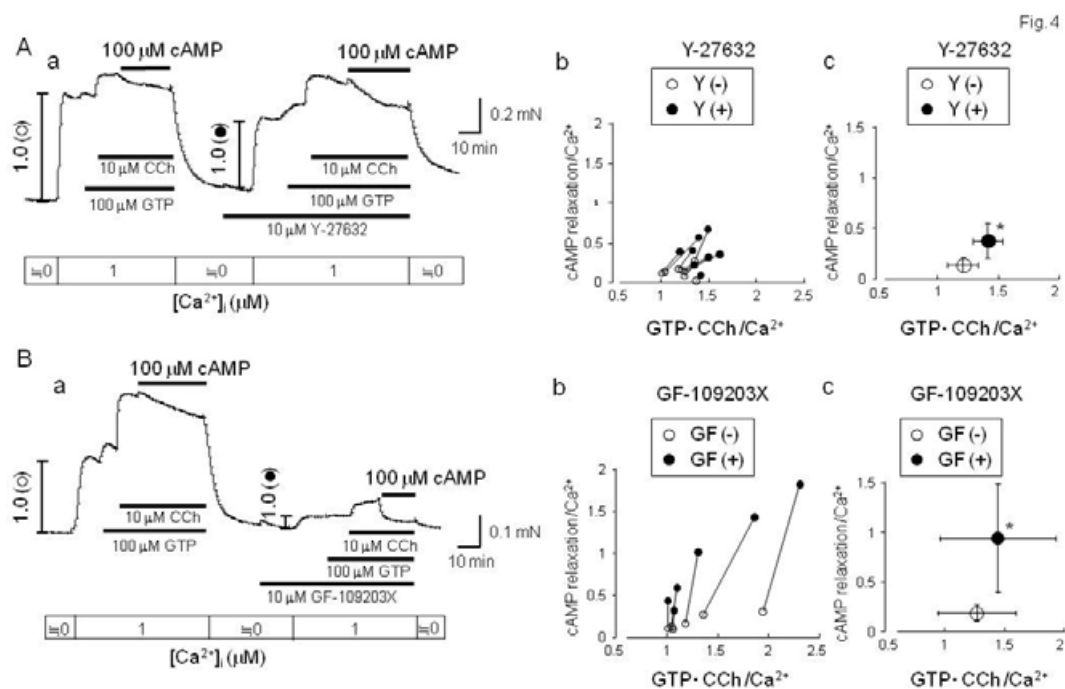 Fig.4
A
a
100 μM cAMP
100 μM cAMP
1.0 (○)
1.0 (●)
0.2 mN
10 min
10 μM CCh
100 μM GTP
10 μM CCh
100 μM GTP
10 μM Y-27632
≒0 1 ≒0 1 ≒0
[Ca²⁺]ᵢ (μM)
b
Y-27632
○ Y (-)
● Y (+)
cAMP relaxation/Ca²⁺
2
1.5
1
0.5
0
0.5 1 1.5 2 2.5
GTP·CCh/Ca²⁺
c
Y-27632
○ Y (-)
● Y (+)
cAMP relaxation/Ca²⁺
1.5
1
0.5
0
*
0.5 1 1.5 2
GTP·CCh/Ca²⁺
B
a
100 μM cAMP
100 μM cAMP
1.0 (○)
1.0 (●)
0.1 mN
10 min
10 μM CCh
100 μM GTP
10 μM CCh
100 μM GTP
10 μM GF-109203X
≒0 1 ≒0 1 ≒0
[Ca²⁺]ᵢ (μM)
b
GF-109203X
○ GF (-)
● GF (+)
cAMP relaxation/Ca²⁺
2
1.5
1
0.5
0
0.5 1 1.5 2 2.5
GTP·CCh/Ca²⁺
c
GF-109203X
○ GF (-)
● GF (+)
cAMP relaxation/Ca²⁺
1.5
1
0.5
0
*
0.5 1 1.5 2
GTP·CCh/Ca²⁺